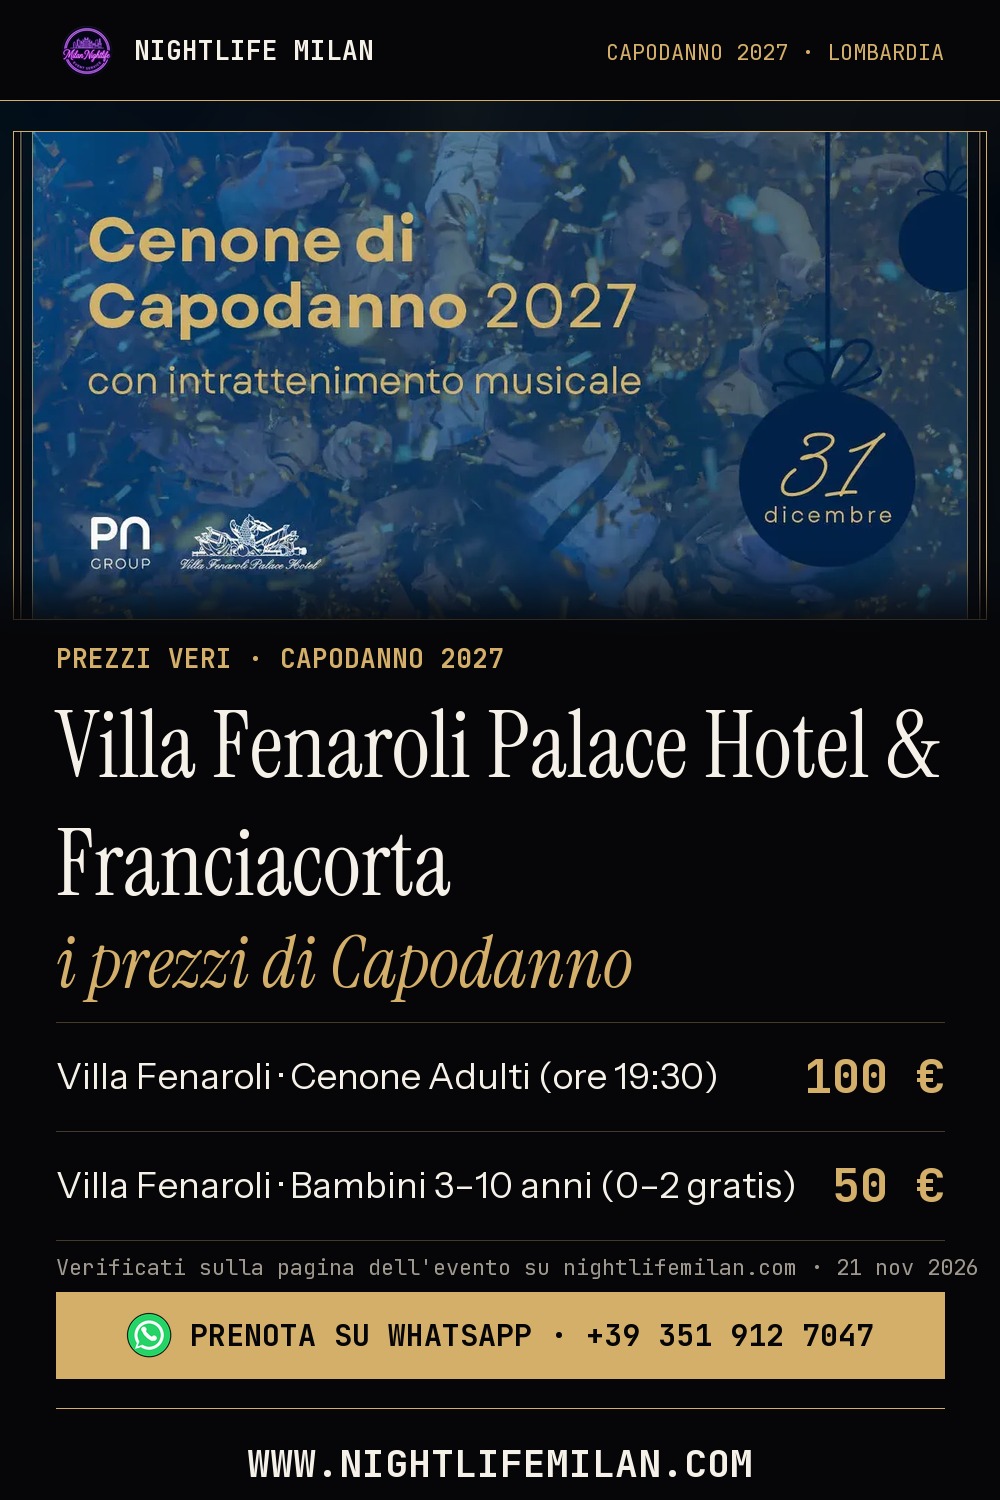 Milan Nightlife
NIGHTLIFE MILAN
CAPODANNO 2027 · LOMBARDIA
Cenone di
Capodanno 2027
con intrattenimento musicale
31
dicembre
PN
GROUP
Villa Fenaroli Palace Hotel
PREZZI VERI · CAPODANNO 2027
Villa Fenaroli Palace Hotel &
Franciacorta
i prezzi di Capodanno
Villa Fenaroli · Cenone Adulti (ore 19:30) 100 €
Villa Fenaroli · Bambini 3–10 anni (0–2 gratis) 50 €
Verificati sulla pagina dell'evento su nightlifemilan.com · 21 nov 2026
PRENOTA SU WHATSAPP · +39 351 912 7047
WWW.NIGHTLIFEMILAN.COM